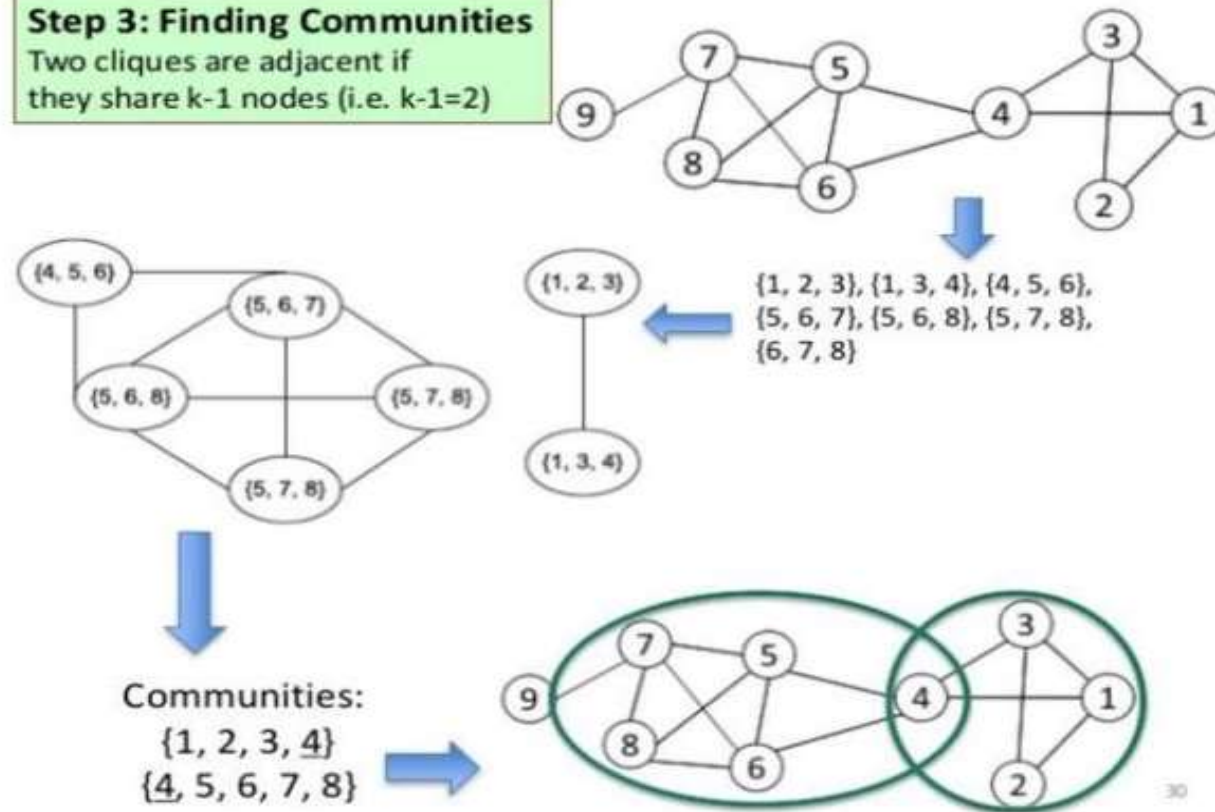 Step 3: Finding Communities
Two cliques are adjacent if
they share k-1 nodes (i.e. k-1=2)
3
7
5
9
4
1
8
6
2
{4, 5, 6}
{5, 6, 7}
{5, 6, 8}
{5, 7, 8}
{5, 7, 8}
{1, 2, 3}
{1, 3, 4}
{1, 2, 3}, {1, 3, 4}, {4, 5, 6},
{5, 6, 7}, {5, 6, 8}, {5, 7, 8},
{6, 7, 8}
Communities:
{1, 2, 3, 4}
{4, 5, 6, 7, 8}
3
7
5
9
4
1
8
6
2
30